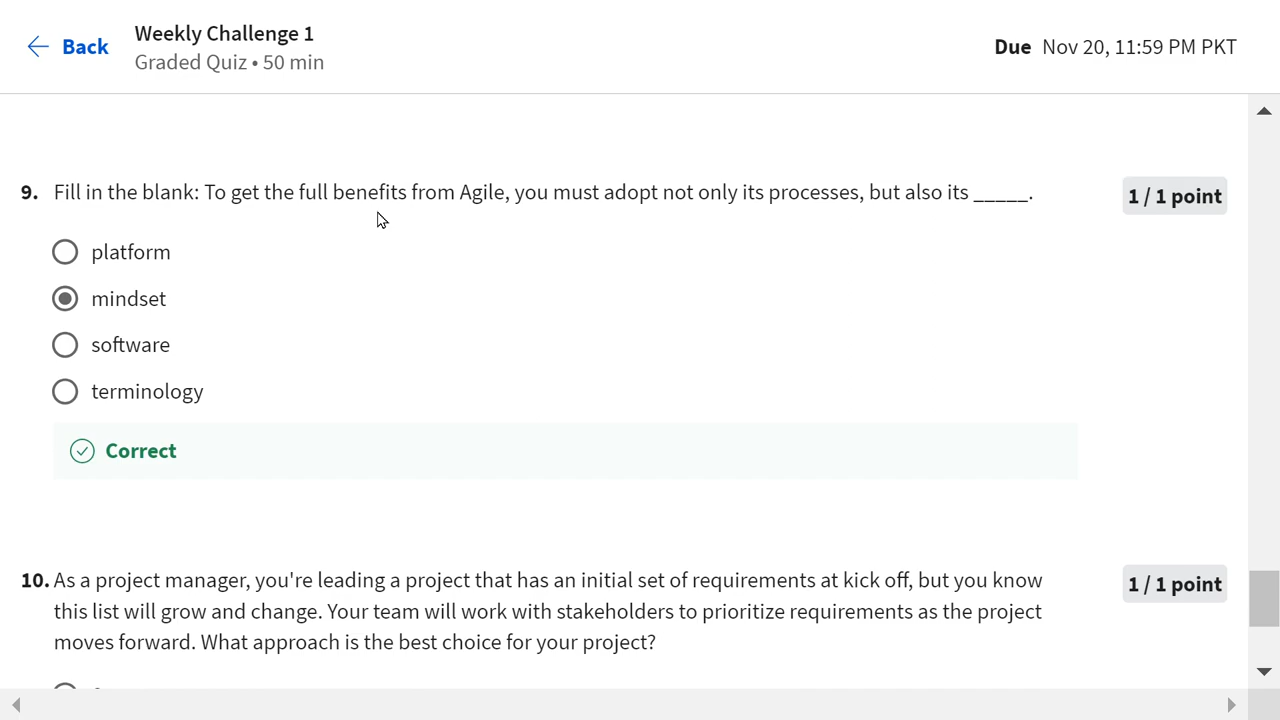 Back
Weekly Challenge 1
Graded Quiz • 50 min
Due Nov 20, 11:59 PM PKT
9. Fill in the blank: To get the full benefits from Agile, you must adopt not only its processes, but also its _____.
1 / 1 point
platform
mindset
software
terminology
Correct
10. As a project manager, you're leading a project that has an initial set of requirements at kick off, but you know
this list will grow and change. Your team will work with stakeholders to prioritize requirements as the project
moves forward. What approach is the best choice for your project?
1 / 1 point